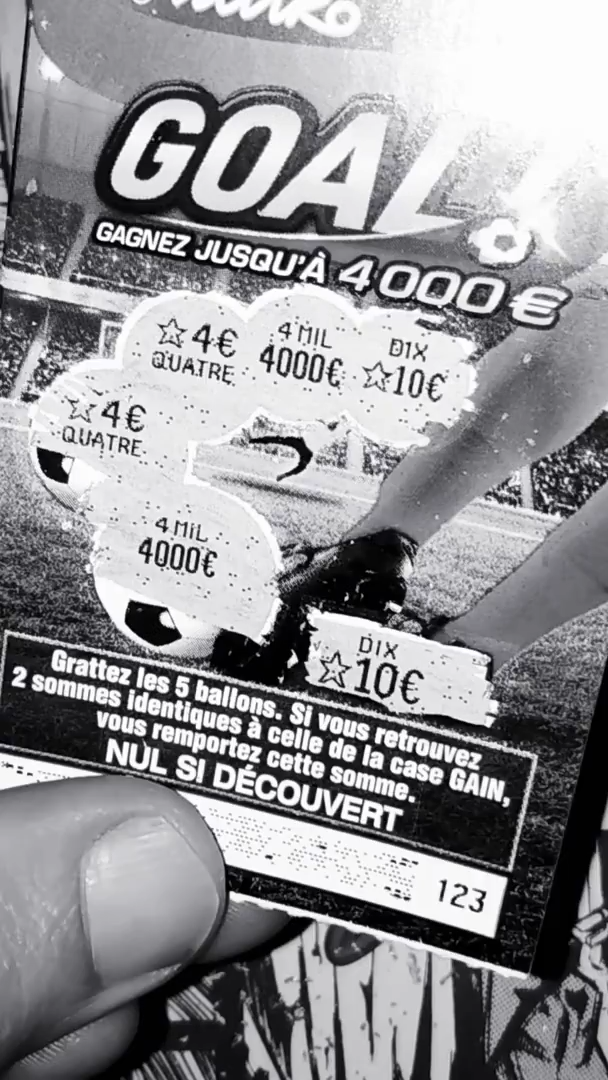 GOAL!
GAGNEZ JUSQU'À 4000€
☆4€
QUATRE
4 MIL
4000€
DIX
☆10€
☆4€
QUATRE
4 MIL
4000€
DIX
☆10€
Grattez les 5 ballons. Si vous retrouvez
2 sommes identiques à celle de la case GAIN,
vous remportez cette somme.
NUL SI DÉCOUVERT
123